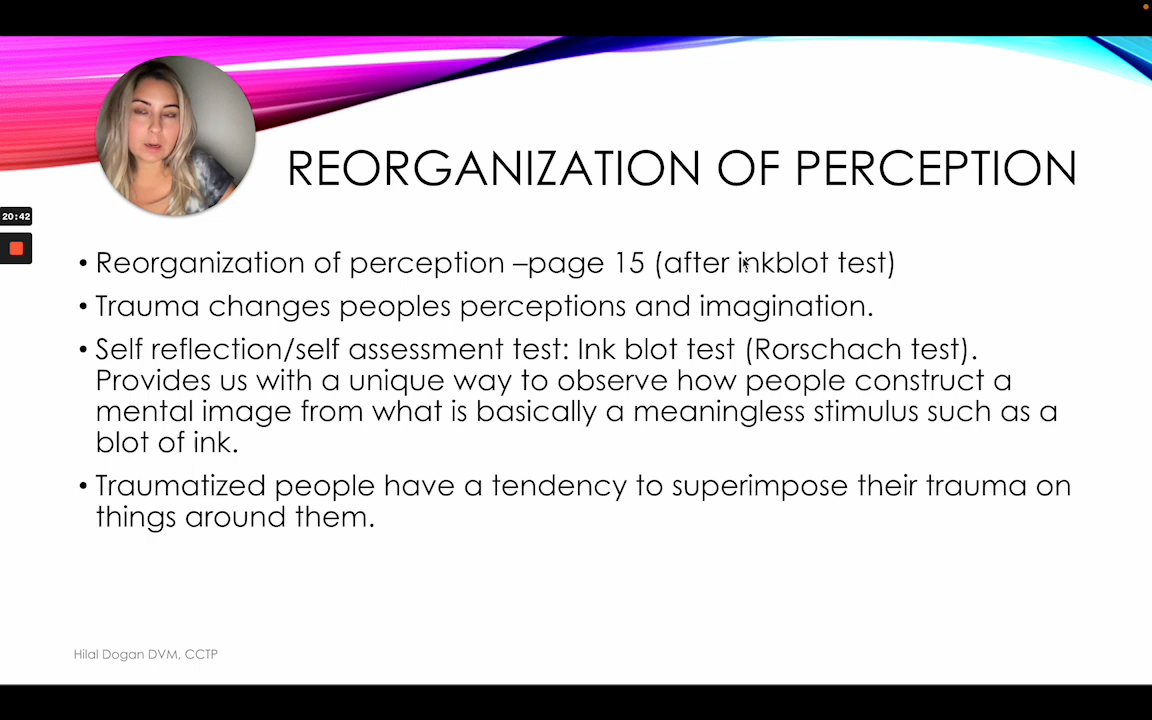 REORGANIZATION OF PERCEPTION
20:42
• Reorganization of perception –page 15 (after inkblot test)
• Trauma changes peoples perceptions and imagination.
• Self reflection/self assessment test: Ink blot test (Rorschach test).
Provides us with a unique way to observe how people construct a
mental image from what is basically a meaningless stimulus such as a
blot of ink.
• Traumatized people have a tendency to superimpose their trauma on
things around them.
Hilal Dogan DVM, CCTP